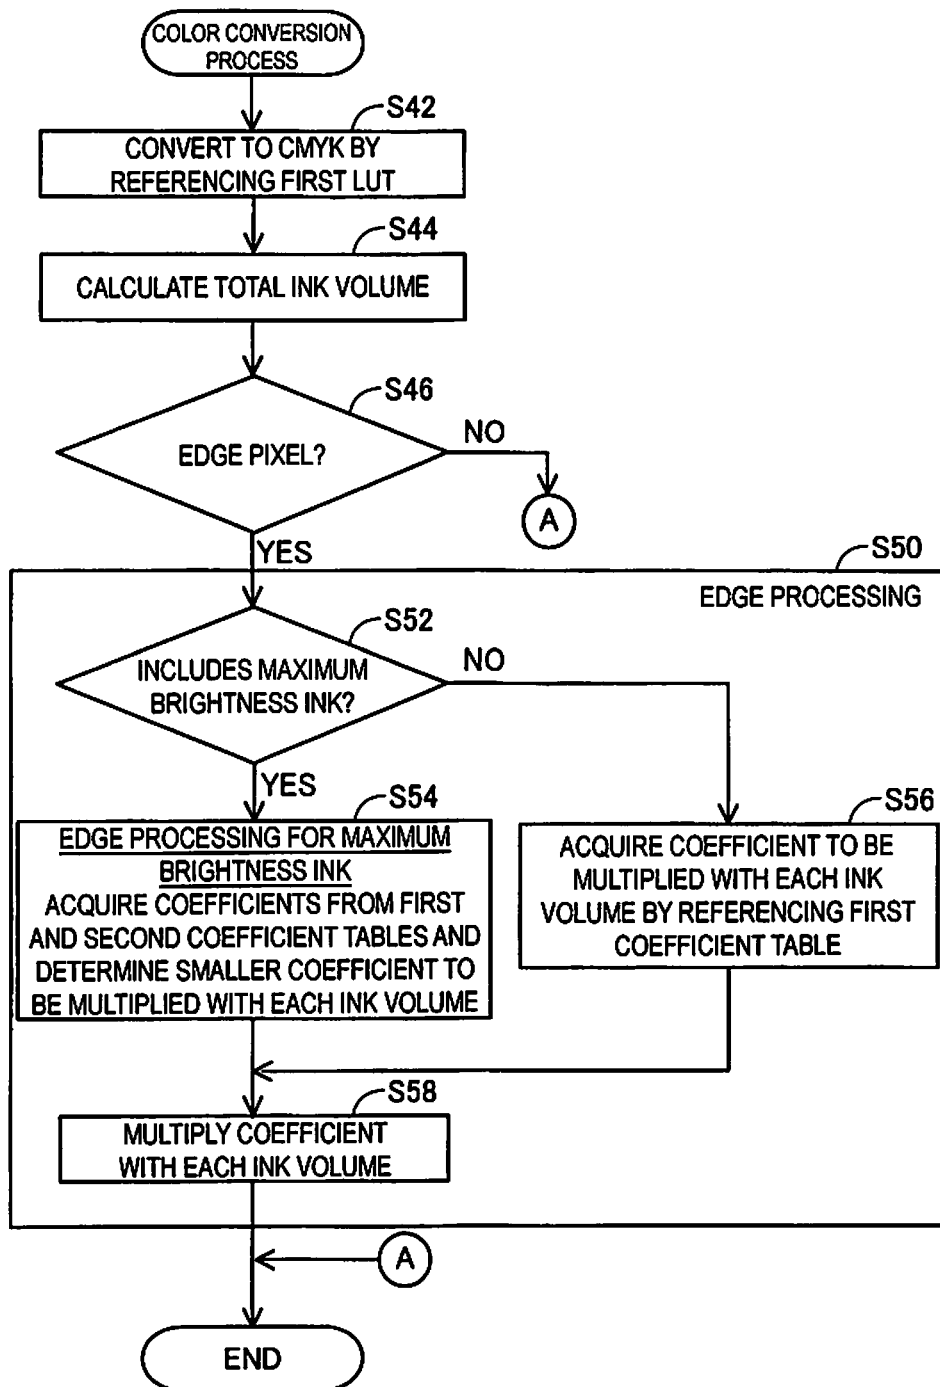 COLOR CONVERSION
PROCESS
S42
CONVERT TO CMYK BY
REFERENCING FIRST LUT
S44
CALCULATE TOTAL INK VOLUME
S46
EDGE PIXEL?
NO
A
YES
S50
EDGE PROCESSING
S52
INCLUDES MAXIMUM
BRIGHTNESS INK?
NO
YES
S54
EDGE PROCESSING FOR MAXIMUM
BRIGHTNESS INK
ACQUIRE COEFFICIENTS FROM FIRST
AND SECOND COEFFICIENT TABLES AND
DETERMINE SMALLER COEFFICIENT TO
BE MULTIPLIED WITH EACH INK VOLUME
S56
ACQUIRE COEFFICIENT TO BE
MULTIPLIED WITH EACH INK
VOLUME BY REFERENCING FIRST
COEFFICIENT TABLE
S58
MULTIPLY COEFFICIENT
WITH EACH INK VOLUME
A
END